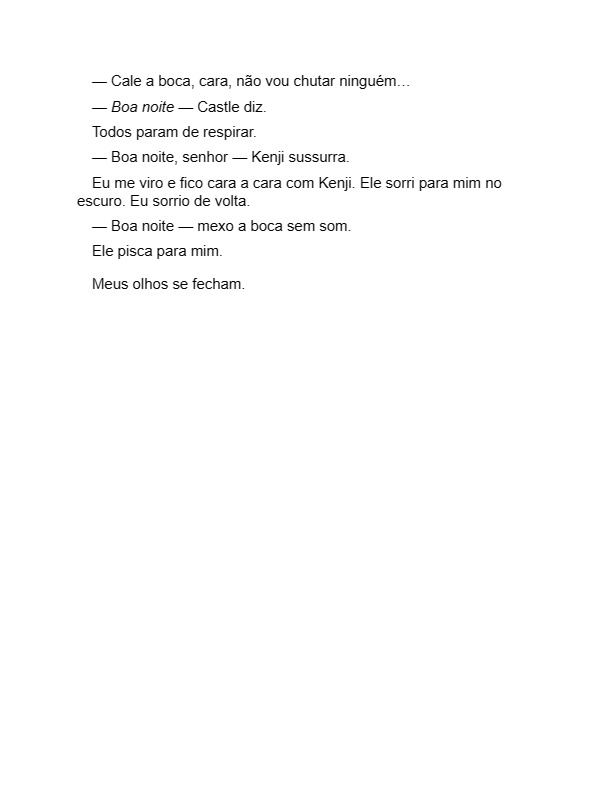 — Cale a boca, cara, não vou chutar ninguém…
— Boa noite — Castle diz.
Todos param de respirar.
— Boa noite, senhor — Kenji sussurra.
Eu me viro e fico cara a cara com Kenji. Ele sorri para mim no
escuro. Eu sorrio de volta.
— Boa noite — mexo a boca sem som.
Ele pisca para mim.
Meus olhos se fecham.